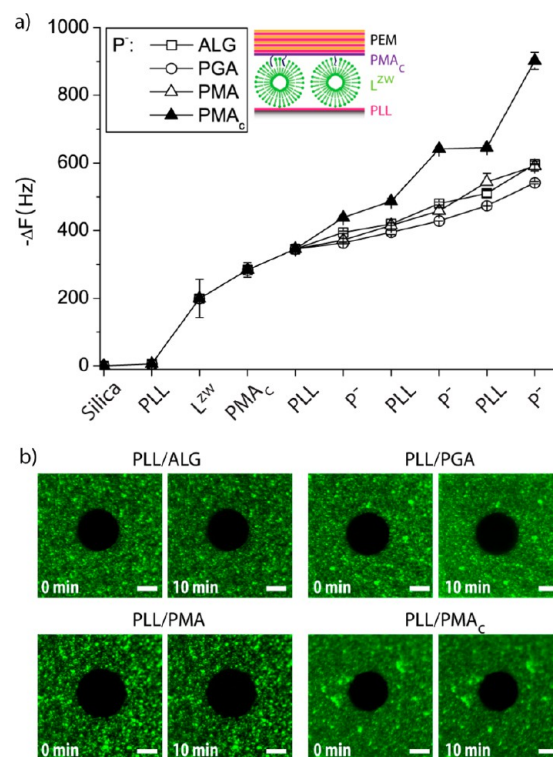 a)
1000
800
600
400
200
0
-ΔF(Hz)
P⁻:
ALG
PGA
PMA
PMAc
PEM
PMAc
Lᶻᵂ
PLL
Silica
PLL
Lᶻᵂ
PMAc
PLL
P⁻
PLL
P⁻
PLL
P⁻
b)
PLL/ALG
PLL/PGA
0 min
10 min
0 min
10 min
PLL/PMA
PLL/PMAc
0 min
10 min
0 min
10 min